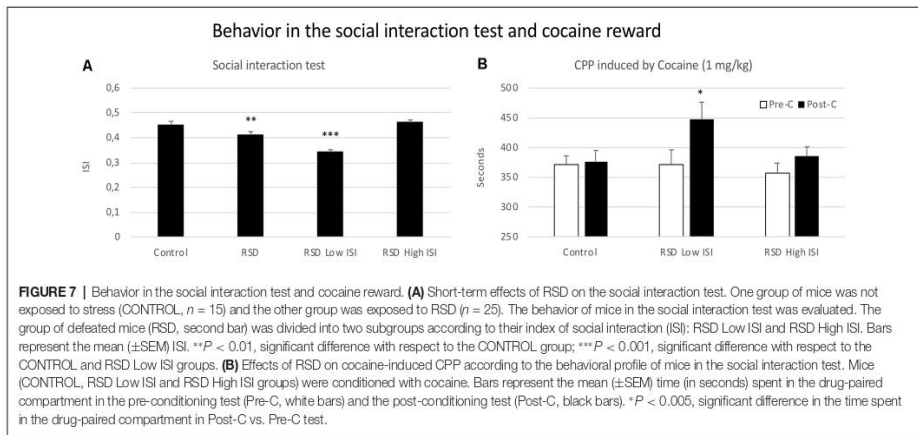 Behavior in the social interaction test and cocaine reward
A
Social interaction test
0,6
0,5
0,4
0,3
0,2
0,1
0
ISI
**
***
Control
RSD
RSD Low ISI
RSD High ISI
B
CPP induced by Cocaine (1 mg/kg)
500
450
400
350
300
250
Seconds
*
Pre-C
Post-C
Control
RSD Low ISI
RSD High ISI
FIGURE 7 | Behavior in the social interaction test and cocaine reward. (A) Short-term effects of RSD on the social interaction test. One group of mice was not
exposed to stress (CONTROL, n = 15) and the other group was exposed to RSD (n = 25). The behavior of mice in the social interaction test was evaluated. The
group of defeated mice (RSD, second bar) was divided into two subgroups according to their index of social interaction (ISI): RSD Low ISI and RSD High ISI. Bars
represent the mean (±SEM) ISI. **P < 0.01, significant difference with respect to the CONTROL group; ***P < 0.001, significant difference with respect to the
CONTROL and RSD Low ISI groups. (B) Effects of RSD on cocaine-induced CPP according to the behavioral profile of mice in the social interaction test. Mice
(CONTROL, RSD Low ISI and RSD High ISI groups) were conditioned with cocaine. Bars represent the mean (±SEM) time (in seconds) spent in the drug-paired
compartment in the pre-conditioning test (Pre-C, white bars) and the post-conditioning test (Post-C, black bars). *P < 0.005, significant difference in the time spent
in the drug-paired compartment in Post-C vs. Pre-C test.